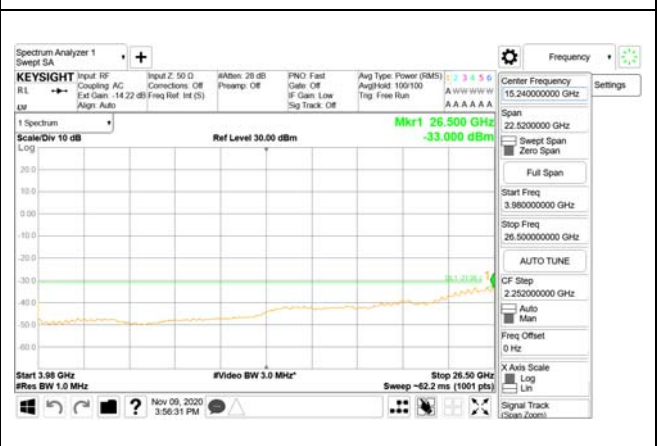 Spectrum Analyzer 1
Swept SA
Frequency
KEYSIGHT
RL
Input: RF
Coupling: AC
Ext Gain: -14.22 dB
Align: Auto
Input Z: 50 Ω
Corrections: Off
Freq Ref: Int (S)
#Atten: 28 dB
Preamp: Off
PNO: Fast
Gate: Off
IF Gain: Low
Sig Track: Off
Avg Type: Power (RMS)
Avg|Hold: 100/100
Trig: Free Run
1 2 3 4 5 6
A W W W W W
A A A A A A
1 Spectrum
Scale/Div 10 dB
Ref Level 30.00 dBm
Mkr1 26.500 GHz
-33.000 dBm
Log
20.0
10.0
0.00
-10.0
-20.0
-30.0
-40.0
-50.0
-60.0
1
Start 3.98 GHz
#Res BW 1.0 MHz
#Video BW 3.0 MHz*
Stop 26.50 GHz
Sweep ~62.2 ms (1001 pts)
Nov 09, 2020
3:56:31 PM
Center Frequency
15.240000000 GHz
Settings
Span
22.5200000 GHz
Swept Span
Zero Span
Full Span
Start Freq
3.980000000 GHz
Stop Freq
26.500000000 GHz
AUTO TUNE
CF Step
2.252000000 GHz
Auto
Man
Freq Offset
0 Hz
X Axis Scale
Log
Lin
Signal Track
(Span Zoom)